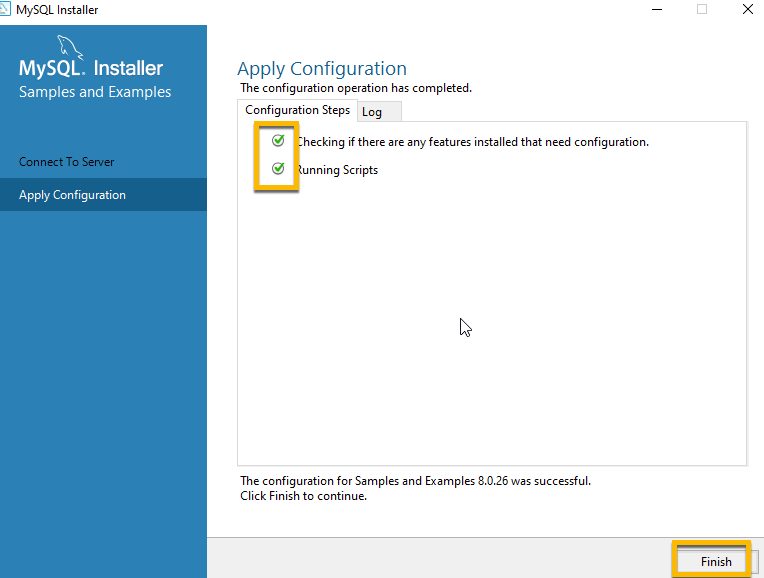 MySQL Installer
MySQL. Installer
Samples and Examples
Connect To Server
Apply Configuration
Apply Configuration
The configuration operation has completed.
Configuration Steps
Log
Checking if there are any features installed that need configuration.
Running Scripts
The configuration for Samples and Examples 8.0.26 was successful.
Click Finish to continue.
Finish